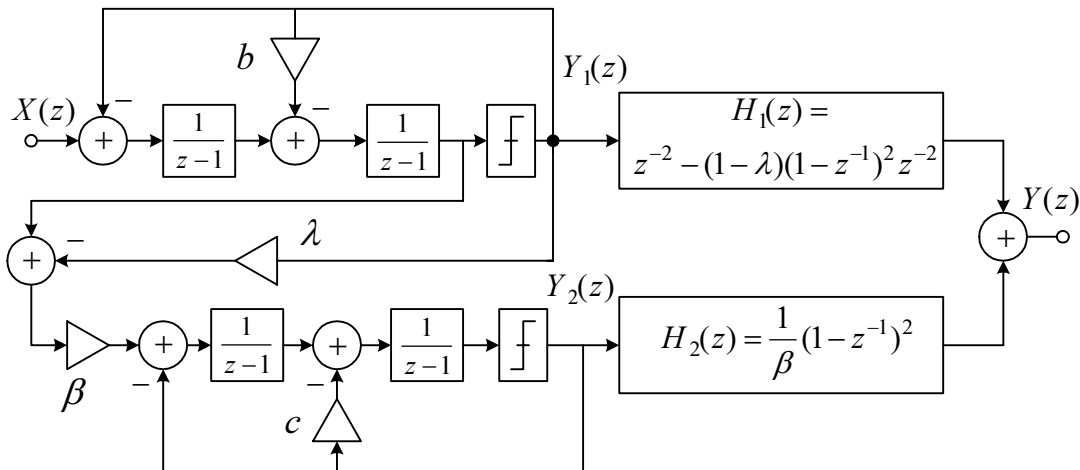 b
Y₁(z)
X(z)
−
−
H₁(z) =
+
1/(z−1)
+
1/(z−1)
z⁻² − (1 − λ)(1 − z⁻¹)² z⁻²
Y(z)
−
λ
+
+
Y₂(z)
+
1/(z−1)
+
1/(z−1)
H₂(z) = 1/β (1 − z⁻¹)²
β
−
−
c